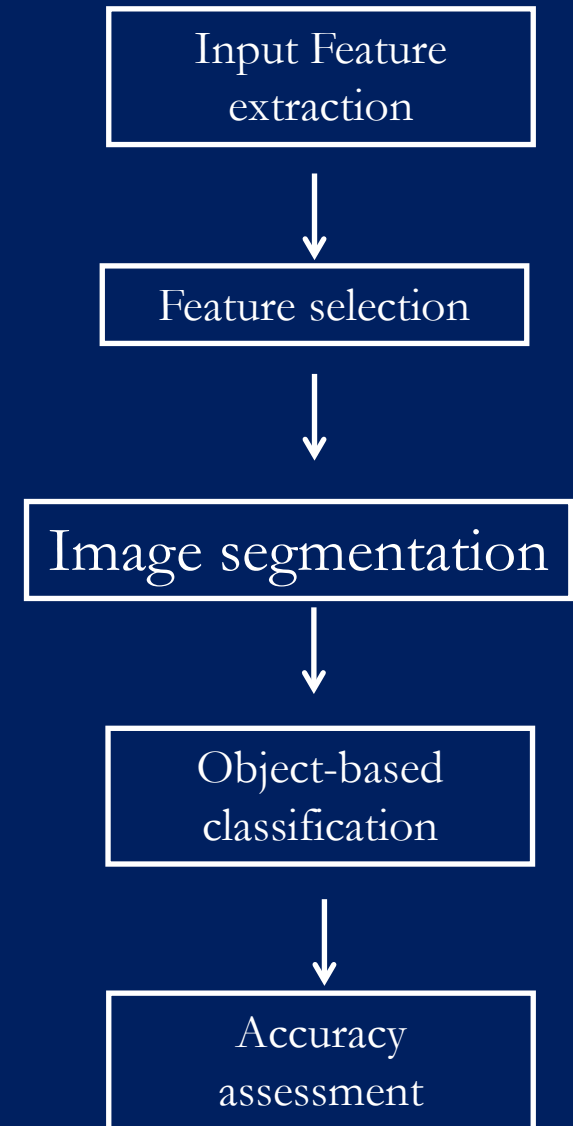 Input Feature
extraction
Feature selection
Image segmentation
Object-based
classification
Accuracy
assessment